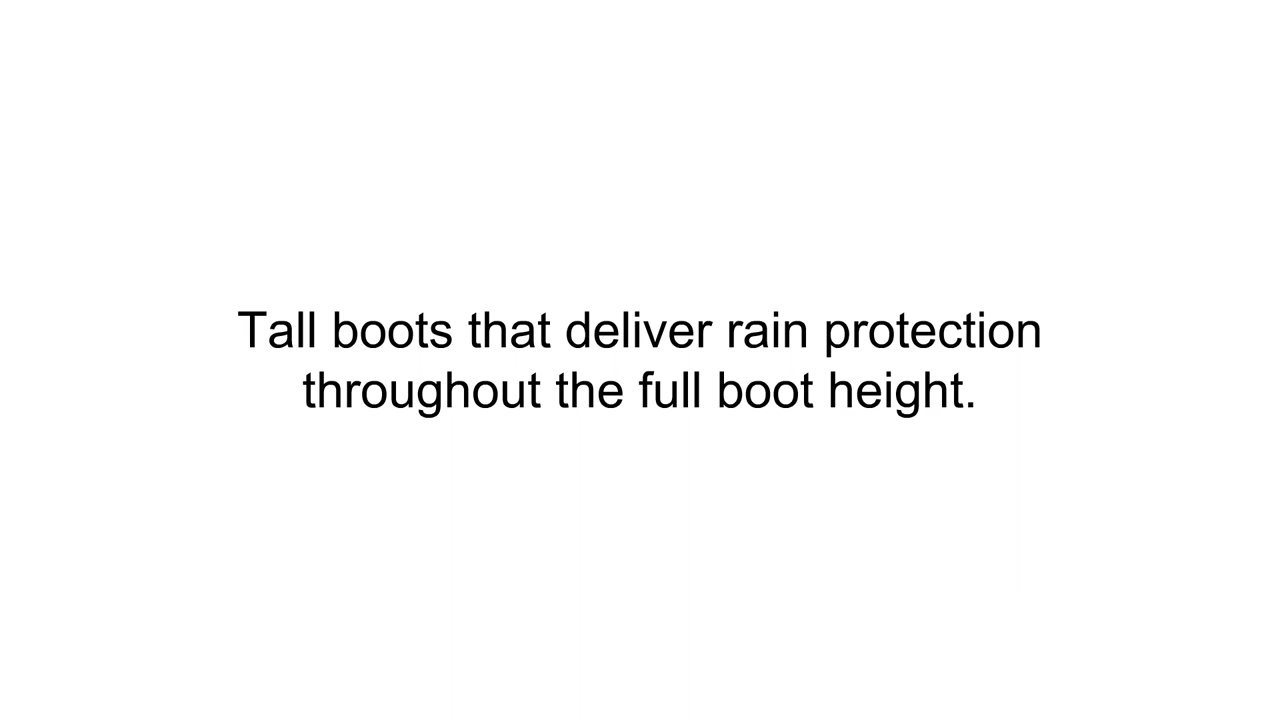 Tall boots that deliver rain protection
throughout the full boot height.